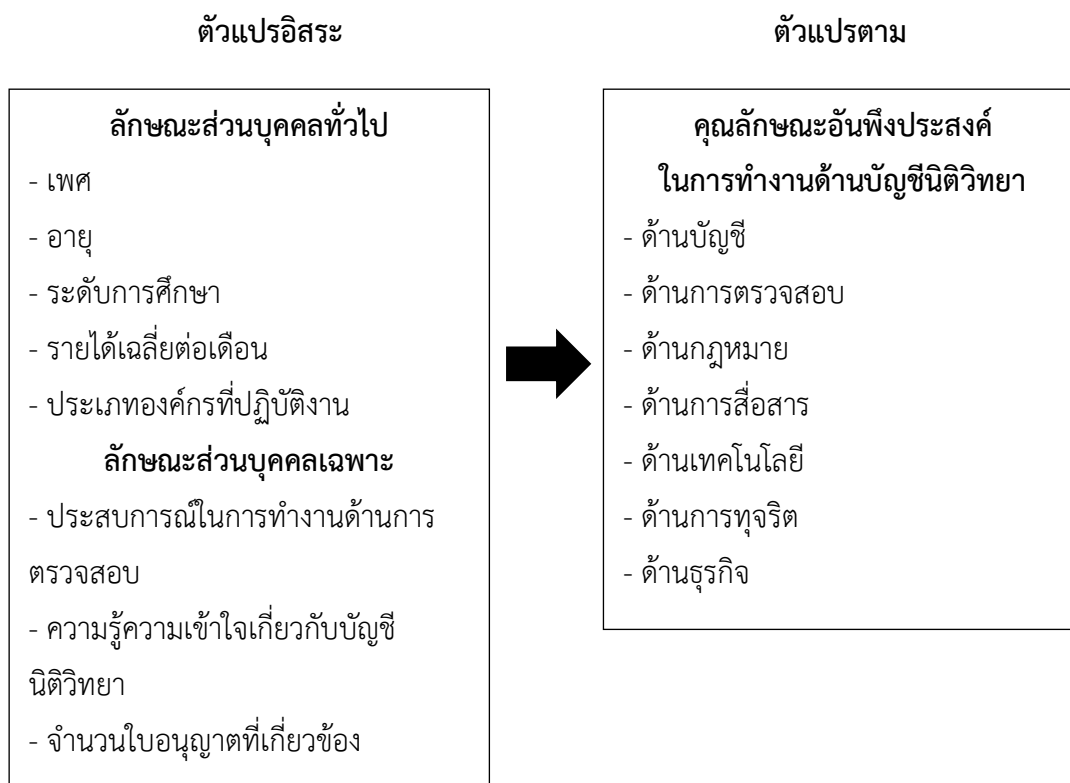 ตัวแปรอิสระ
ลักษณะส่วนบุคคลทั่วไป
- เพศ
- อายุ
- ระดับการศึกษา
- รายได้เฉลี่ยต่อเดือน
- ประเภทองค์กรที่ปฏิบัติงาน
ลักษณะส่วนบุคคลเฉพาะ
- ประสบการณ์ในการทำงานด้านการ
ตรวจสอบ
- ความรู้ความเข้าใจเกี่ยวกับบัญชี
นิติวิทยา
- จำนวนใบอนุญาตที่เกี่ยวข้อง
ตัวแปรตาม
คุณลักษณะอันพึงประสงค์
ในการทำงานด้านบัญชีนิติวิทยา
- ด้านบัญชี
- ด้านการตรวจสอบ
- ด้านกฎหมาย
- ด้านการสื่อสาร
- ด้านเทคโนโลยี
- ด้านการทุจริต
- ด้านธุรกิจ